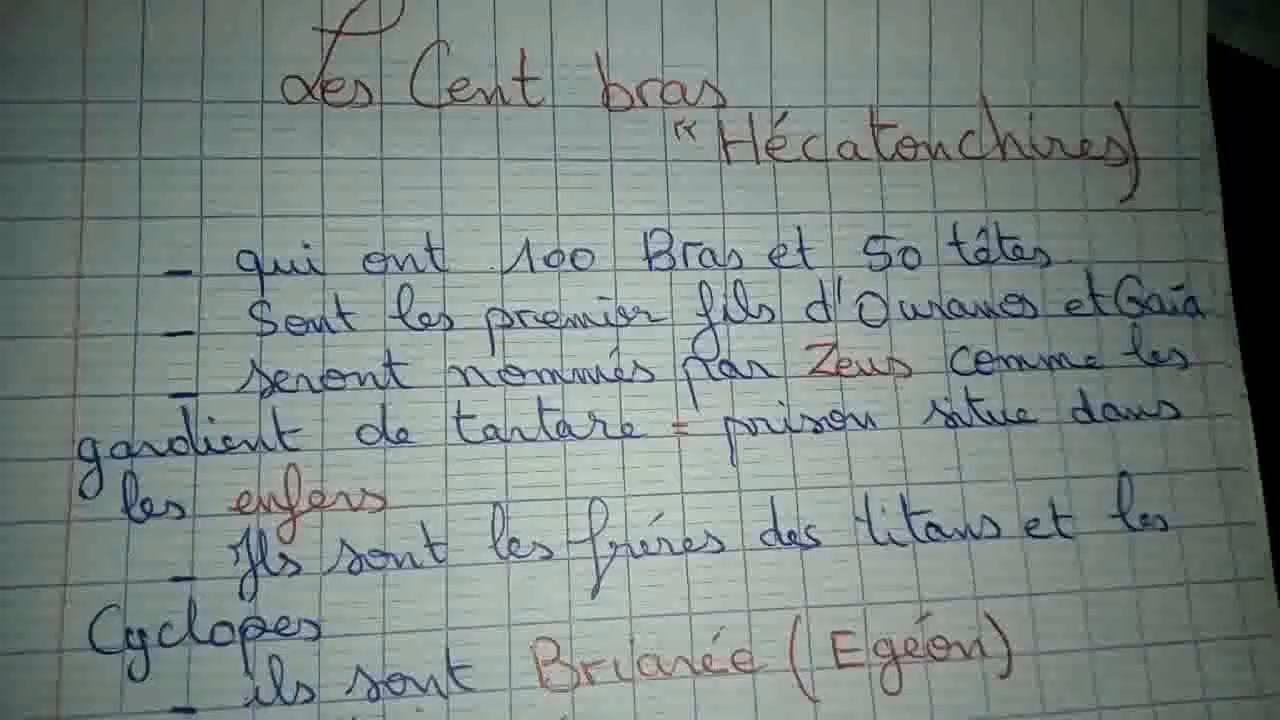 Les Cent bras
"Hécatonchires)
- qui ont 100 Bras et 50 têtes
- Sont les premier fils d'Ouranos et Gaïa
- seront nommés par Zeus comme les
gardient de tartare = prison situe dans
les enfers
- Ils sont les fréres des titans et les
Cyclopes
- ils sont Briarée (Egéon)